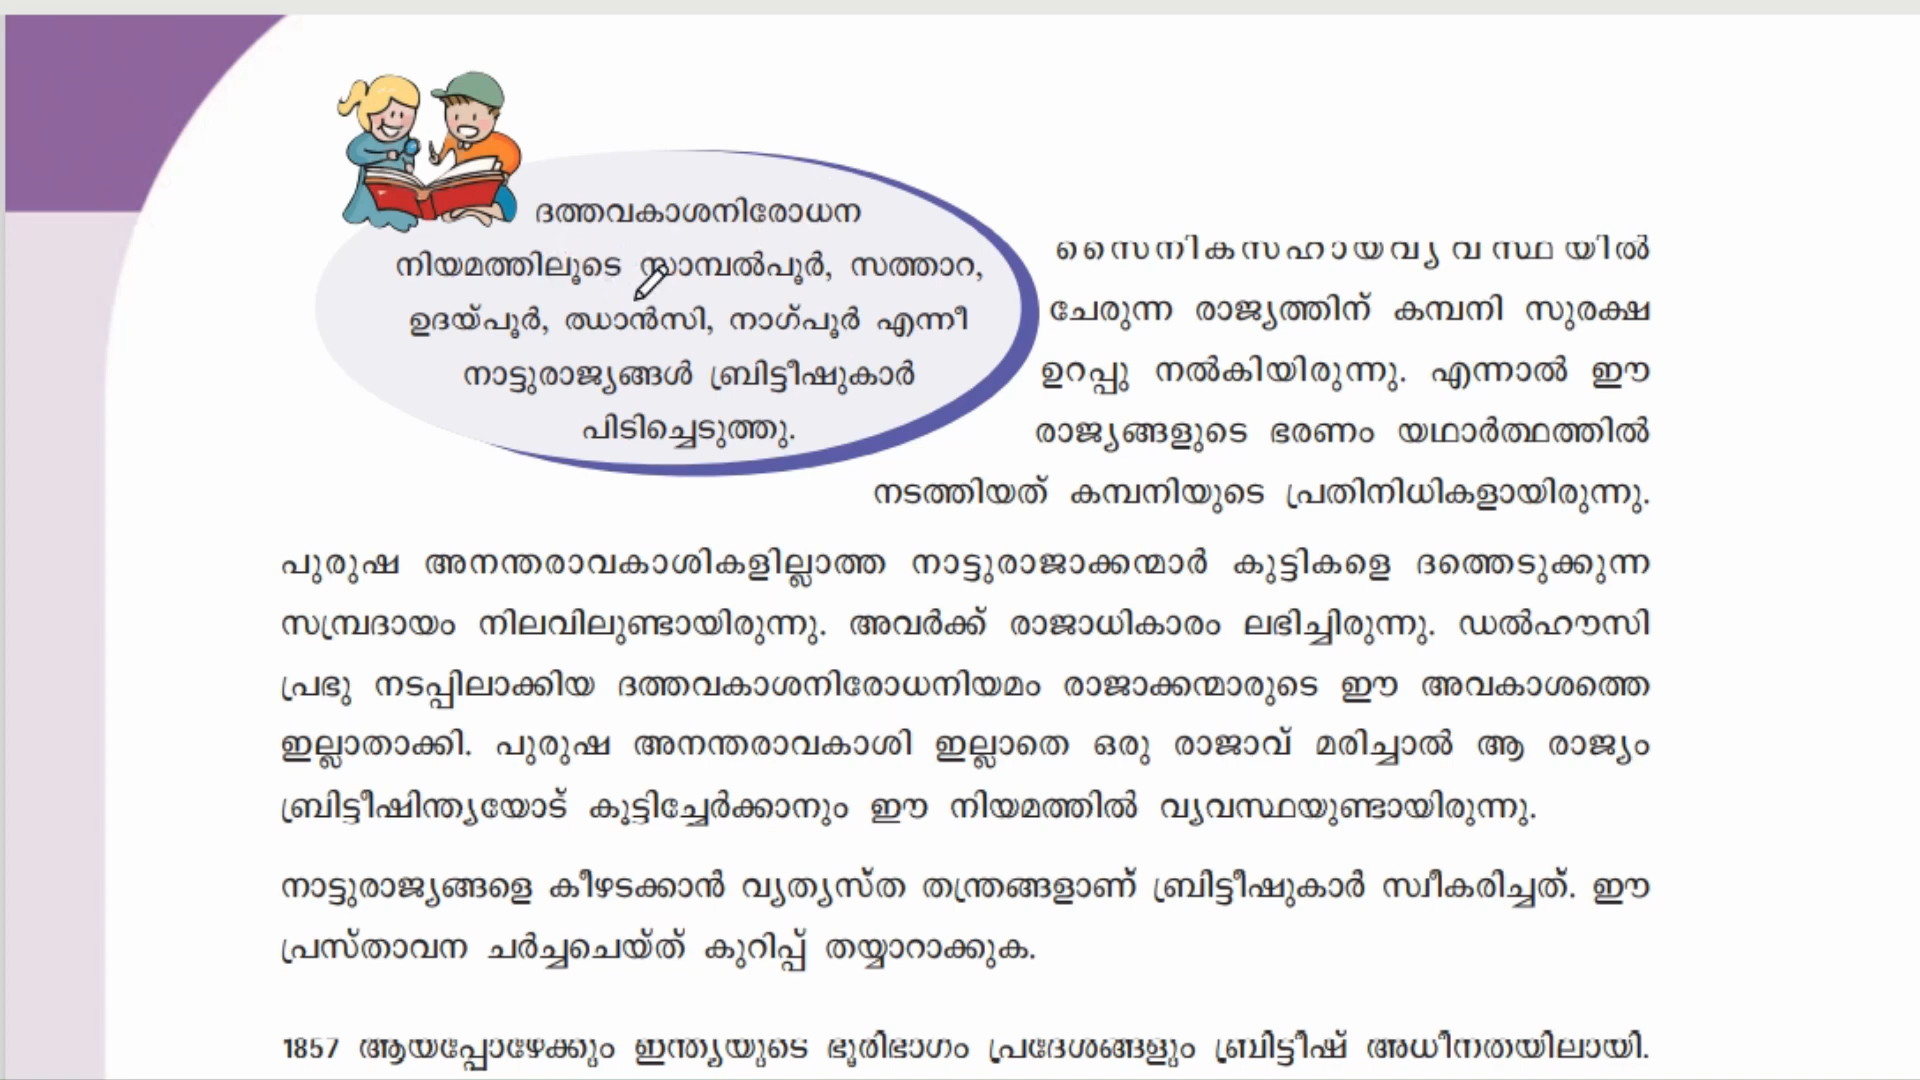 ദത്തവകാശനിരോധന
നിയമത്തിലൂടെ സാമ്പൽപൂർ, സത്താറ,
ഉദയ്പൂർ, ഝാൻസി, നാഗ്പൂർ എന്നീ
നാട്ടുരാജ്യങ്ങൾ ബ്രിട്ടീഷുകാർ
പിടിച്ചെടുത്തു.
സൈനികസഹായവ്യവസ്ഥയിൽ
ചേരുന്ന രാജ്യത്തിന് കമ്പനി സുരക്ഷ
ഉറപ്പു നൽകിയിരുന്നു. എന്നാൽ ഈ
രാജ്യങ്ങളുടെ ഭരണം യഥാർത്ഥത്തിൽ
നടത്തിയത് കമ്പനിയുടെ പ്രതിനിധികളായിരുന്നു.
പുരുഷ അനന്തരാവകാശികളില്ലാത്ത നാട്ടുരാജാക്കന്മാർ കുട്ടികളെ ദത്തെടുക്കുന്ന
സമ്പ്രദായം നിലവിലുണ്ടായിരുന്നു. അവർക്ക് രാജാധികാരം ലഭിച്ചിരുന്നു. ഡൽഹൗസി
പ്രഭു നടപ്പിലാക്കിയ ദത്തവകാശനിരോധനനിയമം രാജാക്കന്മാരുടെ ഈ അവകാശത്തെ
ഇല്ലാതാക്കി. പുരുഷ അനന്തരാവകാശി ഇല്ലാതെ ഒരു രാജാവ് മരിച്ചാൽ ആ രാജ്യം
ബ്രിട്ടീഷിന്ത്യയോട് കൂട്ടിച്ചേർക്കാനും ഈ നിയമത്തിൽ വ്യവസ്ഥയുണ്ടായിരുന്നു.
നാട്ടുരാജ്യങ്ങളെ കീഴടക്കാൻ വ്യത്യസ്ത തന്ത്രങ്ങളാണ് ബ്രിട്ടീഷുകാർ സ്വീകരിച്ചത്. ഈ
പ്രസ്താവന ചർച്ചചെയ്ത് കുറിപ്പ് തയ്യാറാക്കുക.
1857 ആയപ്പോഴേക്കും ഇന്ത്യയുടെ ഭൂരിഭാഗം പ്രദേശങ്ങളും ബ്രിട്ടീഷ് അധീനതയിലായി.